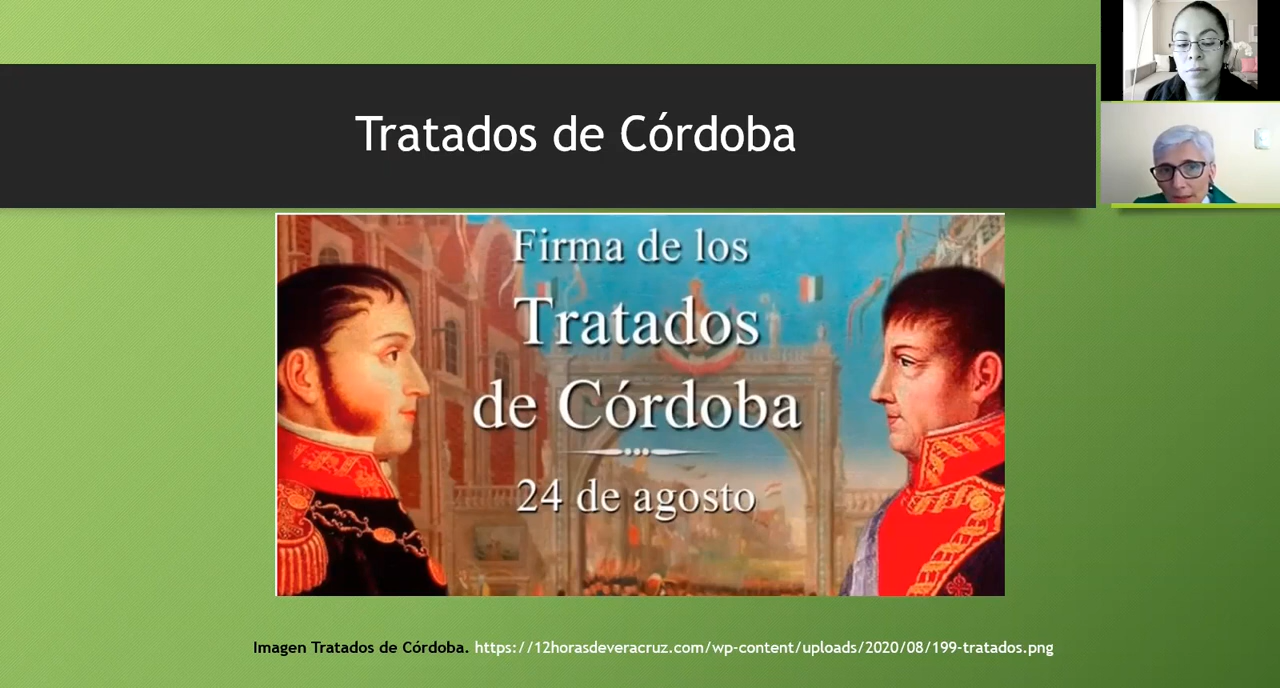 Tratados de Córdoba
Firma de los
Tratados
de Córdoba
24 de agosto
Imagen Tratados de Córdoba. https://12horasdeveracruz.com/wp-content/uploads/2020/08/199-tratados.png